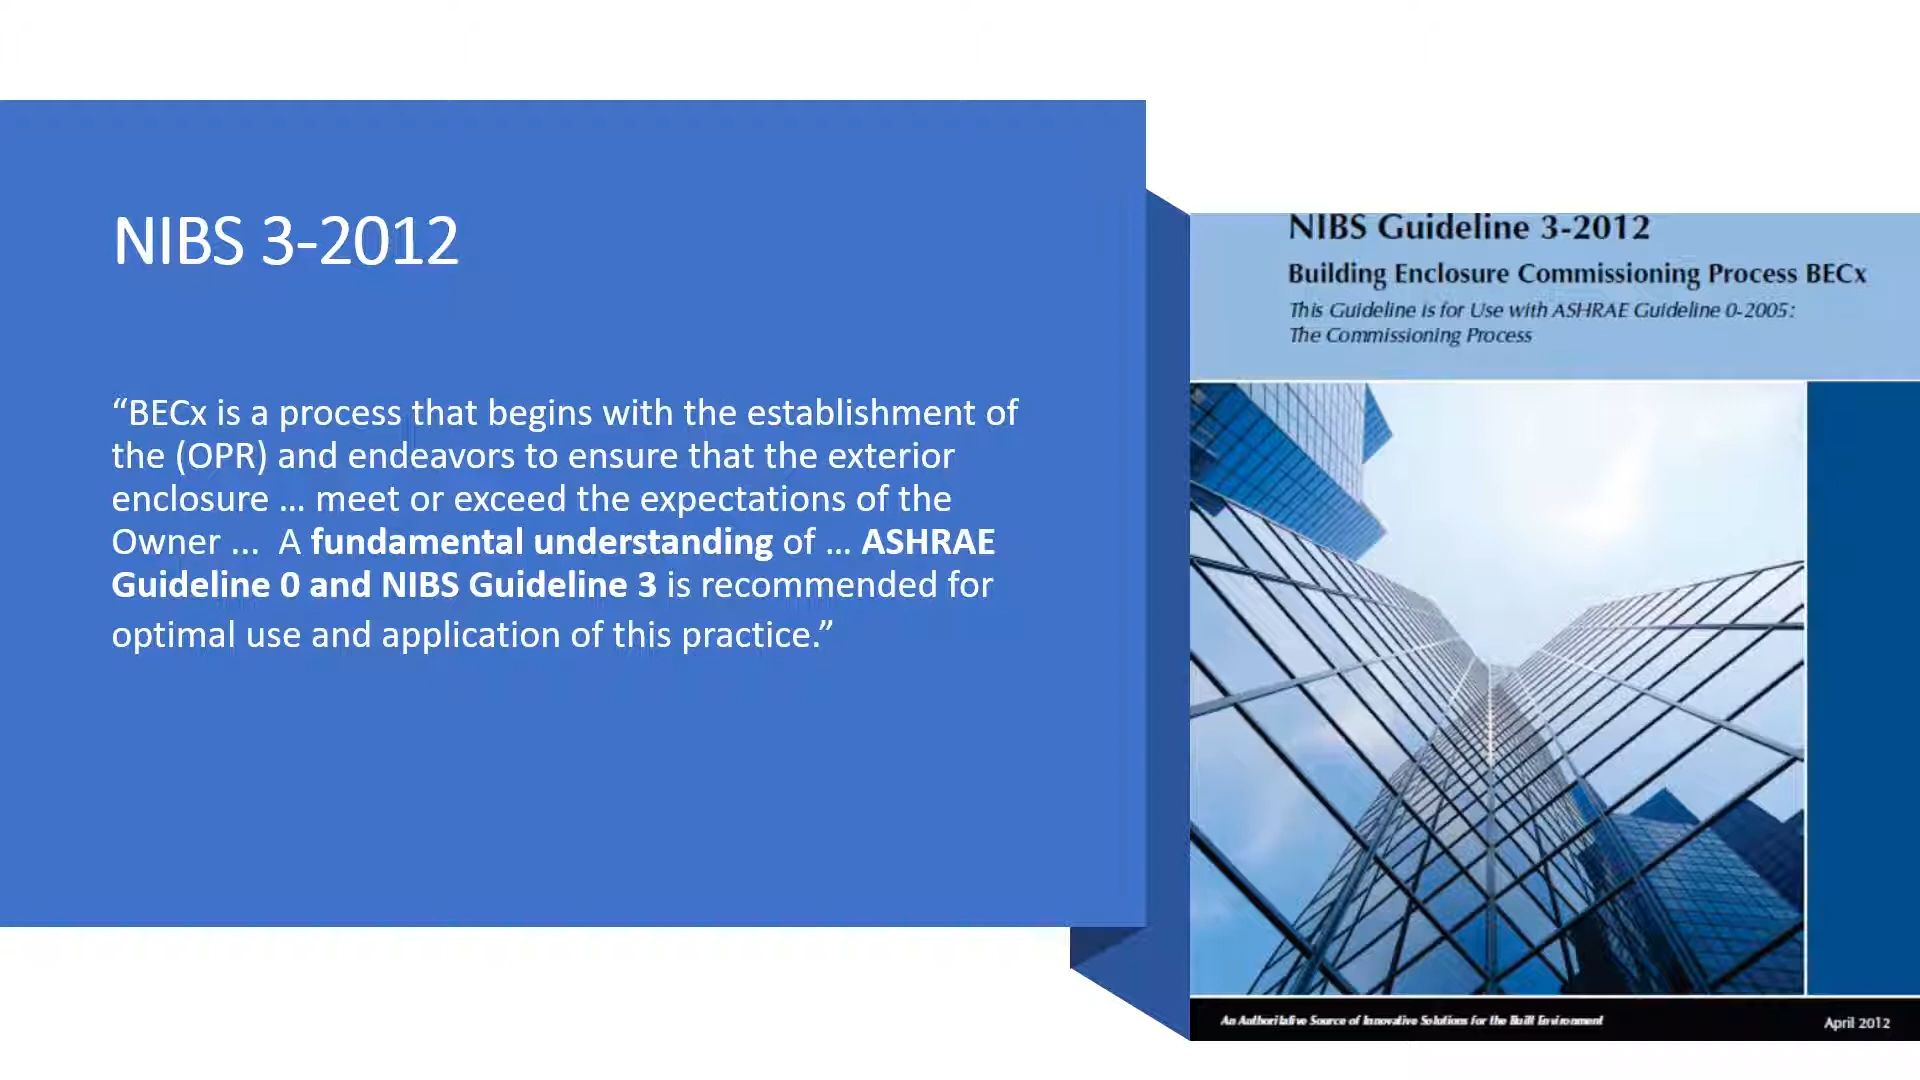 NIBS 3-2012
“BECx is a process that begins with the establishment of
the (OPR) and endeavors to ensure that the exterior
enclosure … meet or exceed the expectations of the
Owner …  A fundamental understanding of … ASHRAE
Guideline 0 and NIBS Guideline 3 is recommended for
optimal use and application of this practice.”
NIBS Guideline 3-2012
Building Enclosure Commissioning Process BECx
This Guideline is for Use with ASHRAE Guideline 0-2005:
The Commissioning Process
An Authoritative Source of Innovative Solutions for the Built Environment
April 2012